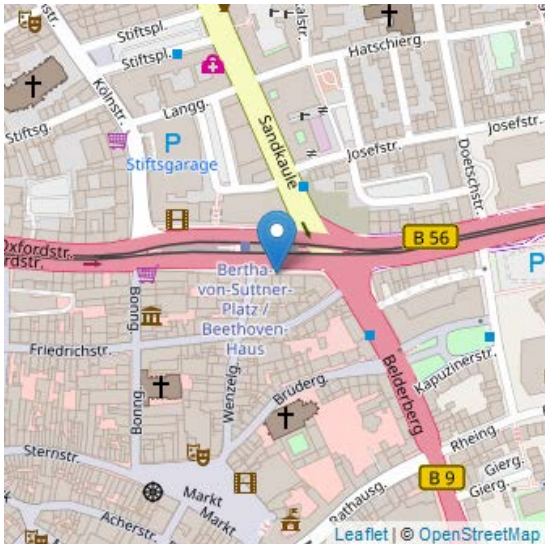 Stiftspl.
Stiftspl.
Hatschierg.
Kölnstr.
Langg.
Stiftsg.
Sandkaule
Josefstr.
Josefstr.
P
Stiftsgarage
Doetschstr.
B 56
Oxfordstr.
rdstr.
P
Bertha-
von-Suttner-
Platz /
Beethoven-
Haus
Bonng.
Friedrichstr.
Wenzelg.
Brüderg.
Belderberg
Kapuzinerstr.
Bonng.
Sternstr.
Rheing.
Markt
Markt
Acherstr.
Rathausg.
B 9
Gierg.
Gierg.
Leaflet | © OpenStreetMap